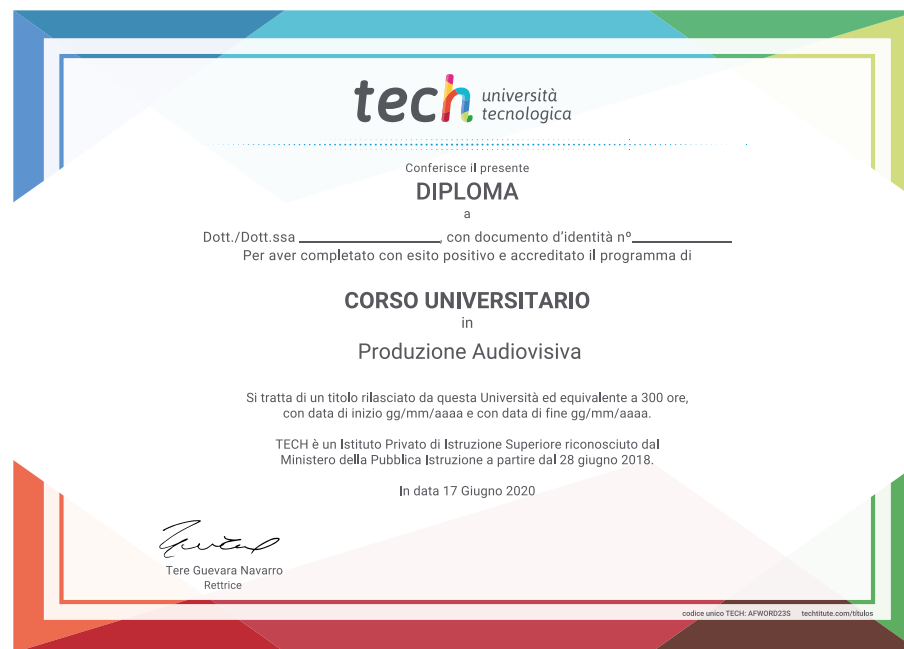 tech università
tecnologica
Conferisce il presente
DIPLOMA
a
Dott./Dott.ssa ____________________, con documento d'identità nº______________
Per aver completato con esito positivo e accreditato il programma di
CORSO UNIVERSITARIO
in
Produzione Audiovisiva
Si tratta di un titolo rilasciato da questa Università ed equivalente a 300 ore,
con data di inizio gg/mm/aaaa e con data di fine gg/mm/aaaa.
TECH è un Istituto Privato di Istruzione Superiore riconosciuto dal
Ministero della Pubblica Istruzione a partire dal 28 giugno 2018.
In data 17 Giugno 2020
Tere Guevara Navarro
Rettrice
codice unico TECH: AFWORD23S techtitute.com/títulos